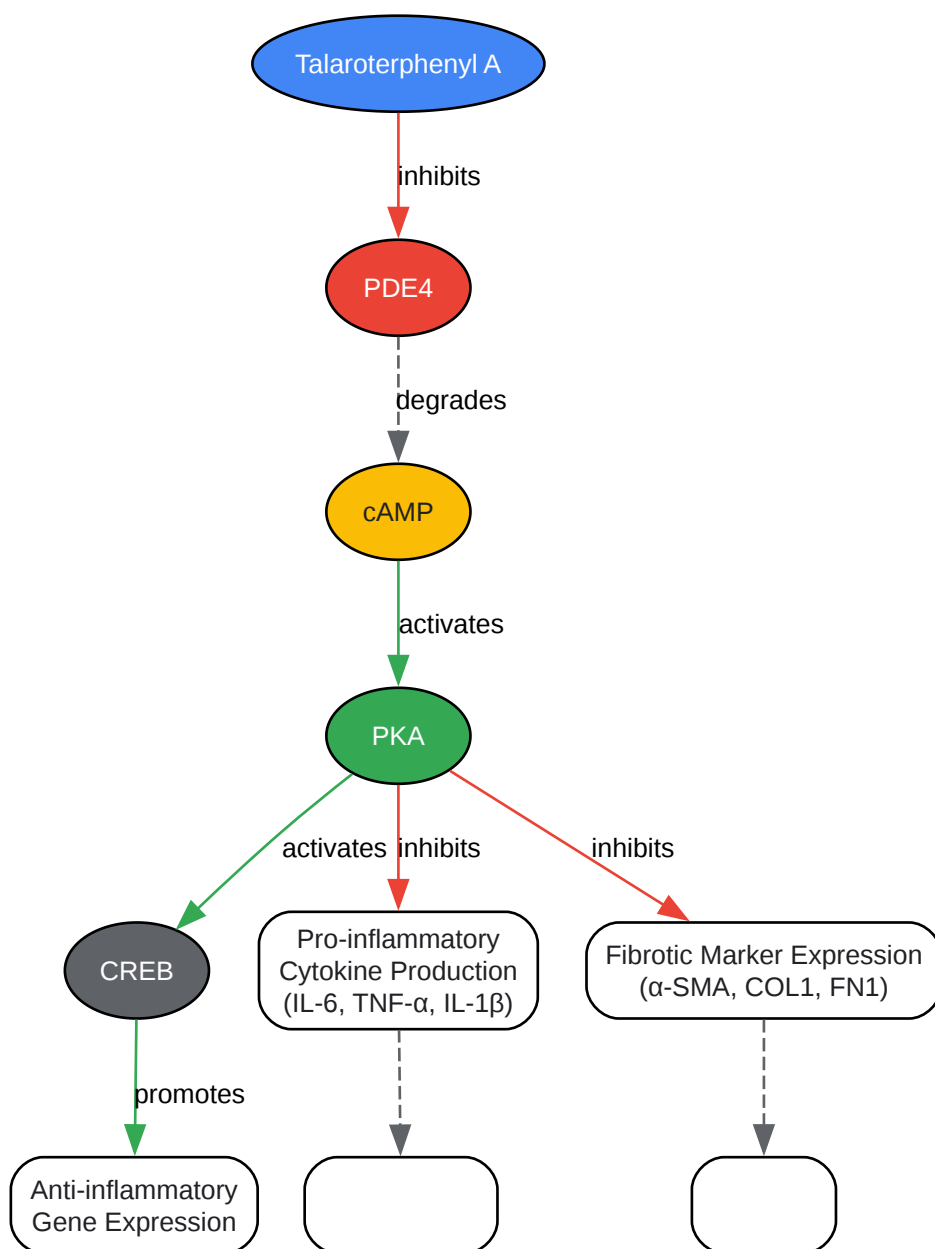 Talaroterphenyl A
inhibits
PDE4
degrades
cAMP
activates
PKA
activates
inhibits
inhibits
CREB
Pro-inflammatory
Cytokine Production
(IL-6, TNF-α, IL-1β)
Fibrotic Marker Expression
(α-SMA, COL1, FN1)
promotes
Anti-inflammatory
Gene Expression